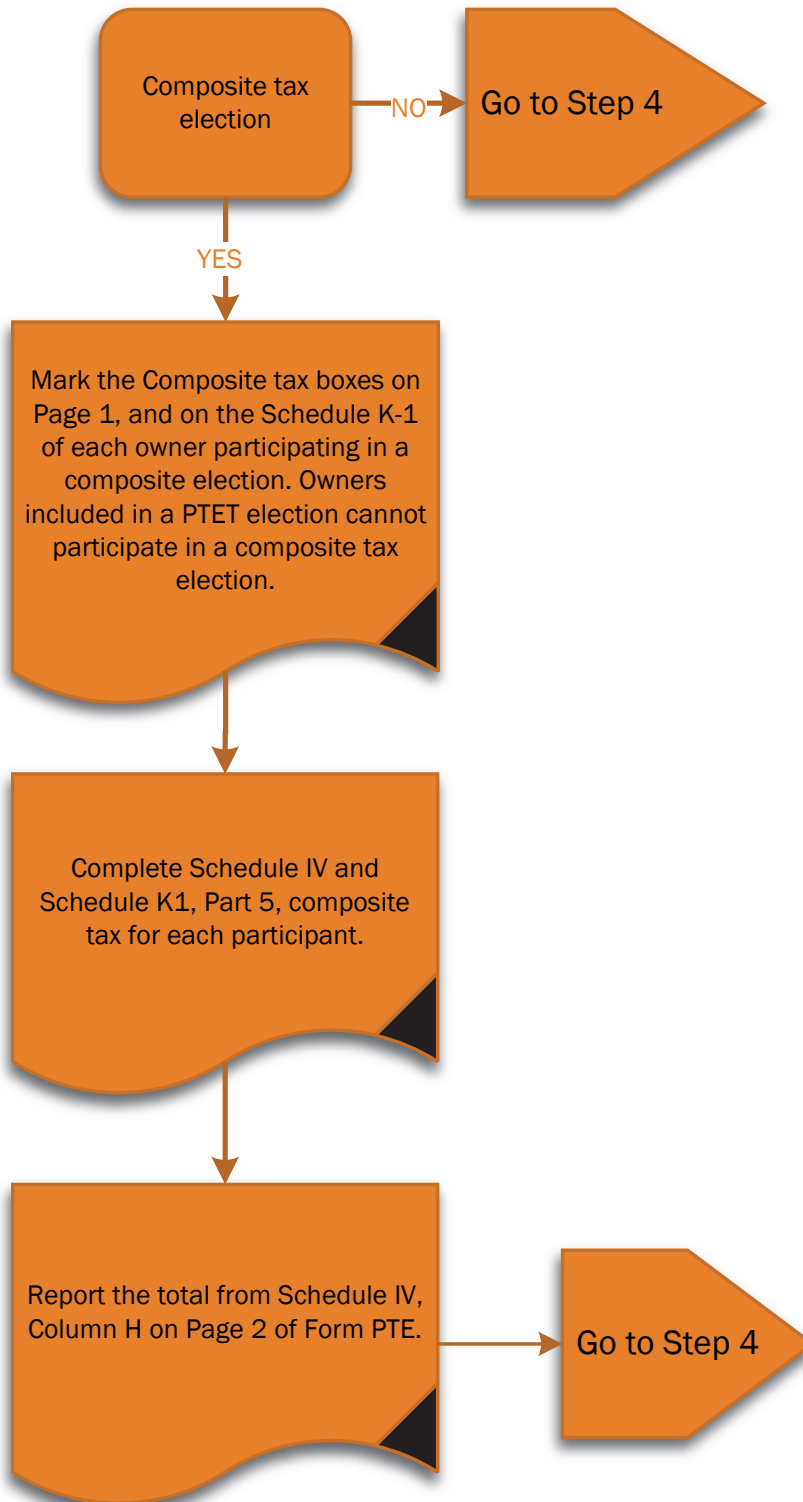 Composite tax
election
NO
Go to Step 4
YES
Mark the Composite tax boxes on
Page 1, and on the Schedule K-1
of each owner participating in a
composite election. Owners
included in a PTET election cannot
participate in a composite tax
election.
Complete Schedule IV and
Schedule K1, Part 5, composite
tax for each participant.
Report the total from Schedule IV,
Column H on Page 2 of Form PTE.
Go to Step 4